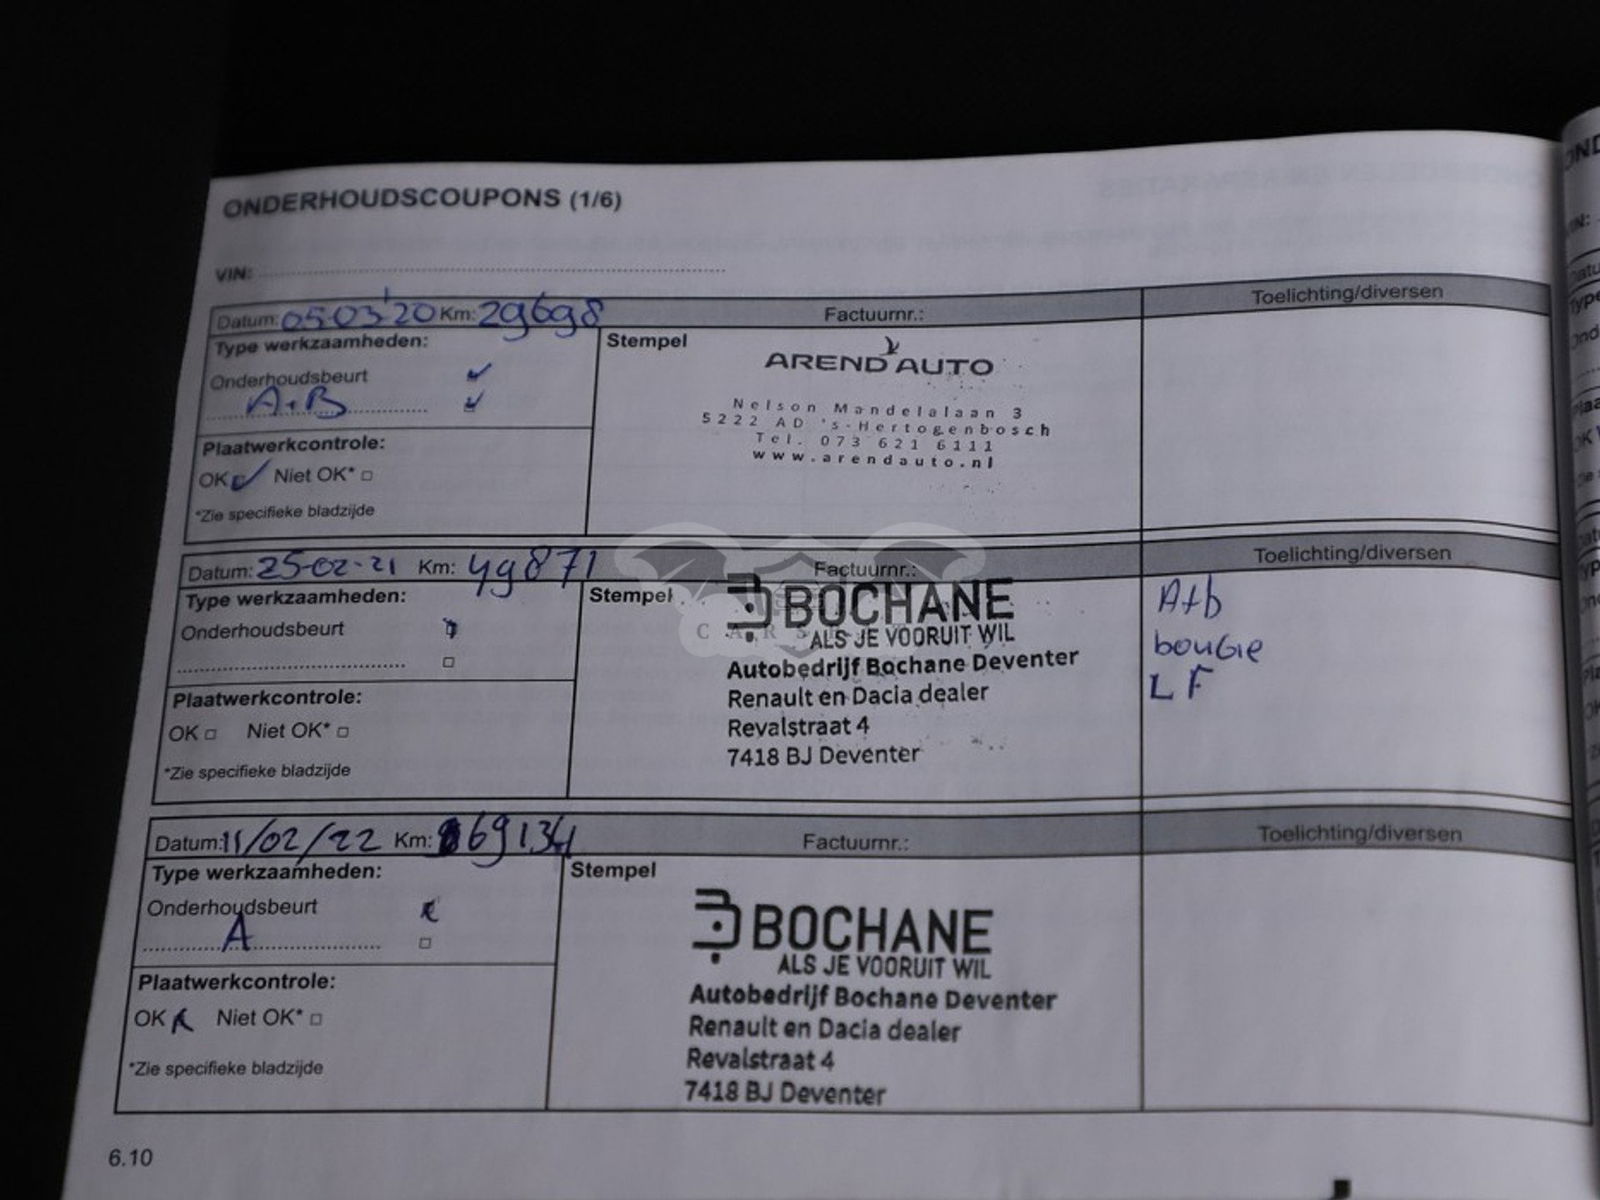 ONDERHOUDSCOUPONS (1/6)
VIN:
Datum: 05-03-'20 Km: 29698 Factuurnr.: Toelichting/diversen
Type werkzaamheden: Stempel
Onderhoudsbeurt
A+B
Plaatwerkcontrole:
OK Niet OK*
*Zie specifieke bladzijde
AREND AUTO
Nelson Mandelalaan 3
5222 AD 's-Hertogenbosch
Tel. 073 621 6111
www.arendauto.nl
Datum: 25-02-21 Km: 49871 Factuurnr.: Toelichting/diversen
Type werkzaamheden: Stempel
Onderhoudsbeurt
Plaatwerkcontrole:
OK Niet OK*
*Zie specifieke bladzijde
BOCHANE
ALS JE VOORUIT WIL
Autobedrijf Bochane Deventer
Renault en Dacia dealer
Revalstraat 4
7418 BJ Deventer
A+b
bougie
LF
Datum: 11/02/22 Km: 69134 Factuurnr.: Toelichting/diversen
Type werkzaamheden: Stempel
Onderhoudsbeurt
A
Plaatwerkcontrole:
OK Niet OK*
*Zie specifieke bladzijde
BOCHANE
ALS JE VOORUIT WIL
Autobedrijf Bochane Deventer
Renault en Dacia dealer
Revalstraat 4
7418 BJ Deventer
6.10